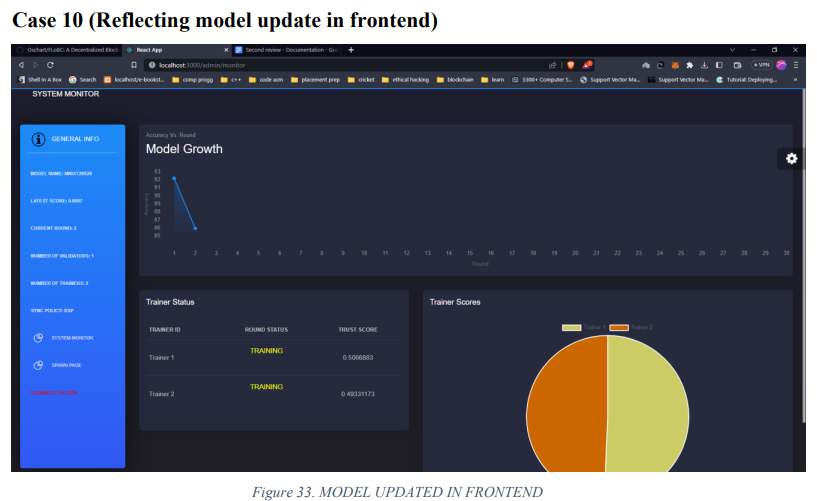 Case 10 (Reflecting model update in frontend)
Oschart/FLoBC: A Decentralized Block
React App
Second review - Documentation - Go
localhost:3000/admin/monitor
VPN
Shell In A Box
Search
localhost/e-bookst...
comp progg
c++
code acm
placement prep
cricket
ethical hacking
blockchain
learn
5300+ Computer S...
Support Vector Ma...
Support Vector Ma...
Tutorial: Deploying...
SYSTEM MONITOR
GENERAL INFO
MODEL NAME: MNIST28X28
LATEST SCORE:
CURRENT ROUND: 2
NUMBER OF VALIDATORS: 1
NUMBER OF TRAINERS: 2
SYNC POLICY: BSP
SYSTEM MONITOR
SPAWN PAGE
Accuracy Vs. Round
Model Growth
Accuracy
93
92
91
90
89
88
87
86
85
1 2 3 4 5 6 7 8 9 10 11 12 13 14 15 16 17 18 19 20 21 22 23 24 25 26 27 28 29 30
Round
Trainer Status
TRAINER ID ROUND STATUS TRUST SCORE
Trainer 1 TRAINING 0.5066883
Trainer 2 TRAINING 0.49331173
Trainer Scores
Trainer 1 Trainer 2
Figure 33. MODEL UPDATED IN FRONTEND